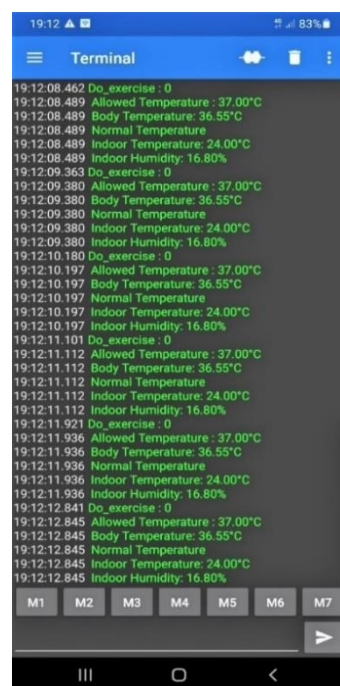 19:12
83%
Terminal
19:12:08.462 Do_exercise : 0
19:12:08.489 Allowed Temperature : 37.00°C
19:12:08.489 Body Temperature: 36.55°C
19:12:08.489 Normal Temperature
19:12:08.489 Indoor Temperature: 24.00°C
19:12:08.489 Indoor Humidity: 16.80%
19:12:09.363 Do_exercise : 0
19:12:09.380 Allowed Temperature : 37.00°C
19:12:09.380 Body Temperature: 36.55°C
19:12:09.380 Normal Temperature
19:12:09.380 Indoor Temperature: 24.00°C
19:12:09.380 Indoor Humidity: 16.80%
19:12:10.180 Do_exercise : 0
19:12:10.197 Allowed Temperature : 37.00°C
19:12:10.197 Body Temperature: 36.55°C
19:12:10.197 Normal Temperature
19:12:10.197 Indoor Temperature: 24.00°C
19:12:10.197 Indoor Humidity: 16.80%
19:12:11.101 Do_exercise : 0
19:12:11.112 Allowed Temperature : 37.00°C
19:12:11.112 Body Temperature: 36.55°C
19:12:11.112 Normal Temperature
19:12:11.112 Indoor Temperature: 24.00°C
19:12:11.112 Indoor Humidity: 16.80%
19:12:11.921 Do_exercise : 0
19:12:11.936 Allowed Temperature : 37.00°C
19:12:11.936 Body Temperature: 36.55°C
19:12:11.936 Normal Temperature
19:12:11.936 Indoor Temperature: 24.00°C
19:12:11.936 Indoor Humidity: 16.80%
19:12:12.841 Do_exercise : 0
19:12:12.845 Allowed Temperature : 37.00°C
19:12:12.845 Body Temperature: 36.55°C
19:12:12.845 Normal Temperature
19:12:12.845 Indoor Temperature: 24.00°C
19:12:12.845 Indoor Humidity: 16.80%
M1 M2 M3 M4 M5 M6 M7